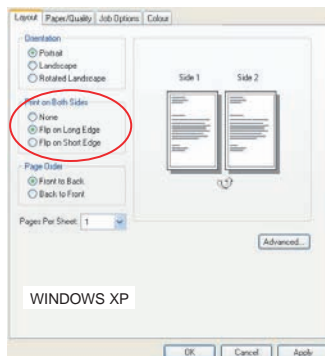 Layout Paper/Quality Job Options Colour
Orientation
Portrait
Landscape
Rotated Landscape
Print on Both Sides
None
Flip on Long Edge
Flip on Short Edge
Page Order
Front to Back
Back to Front
Pages Per Sheet: 1
Side 1 Side 2
Advanced...
WINDOWS XP
OK Cancel Apply